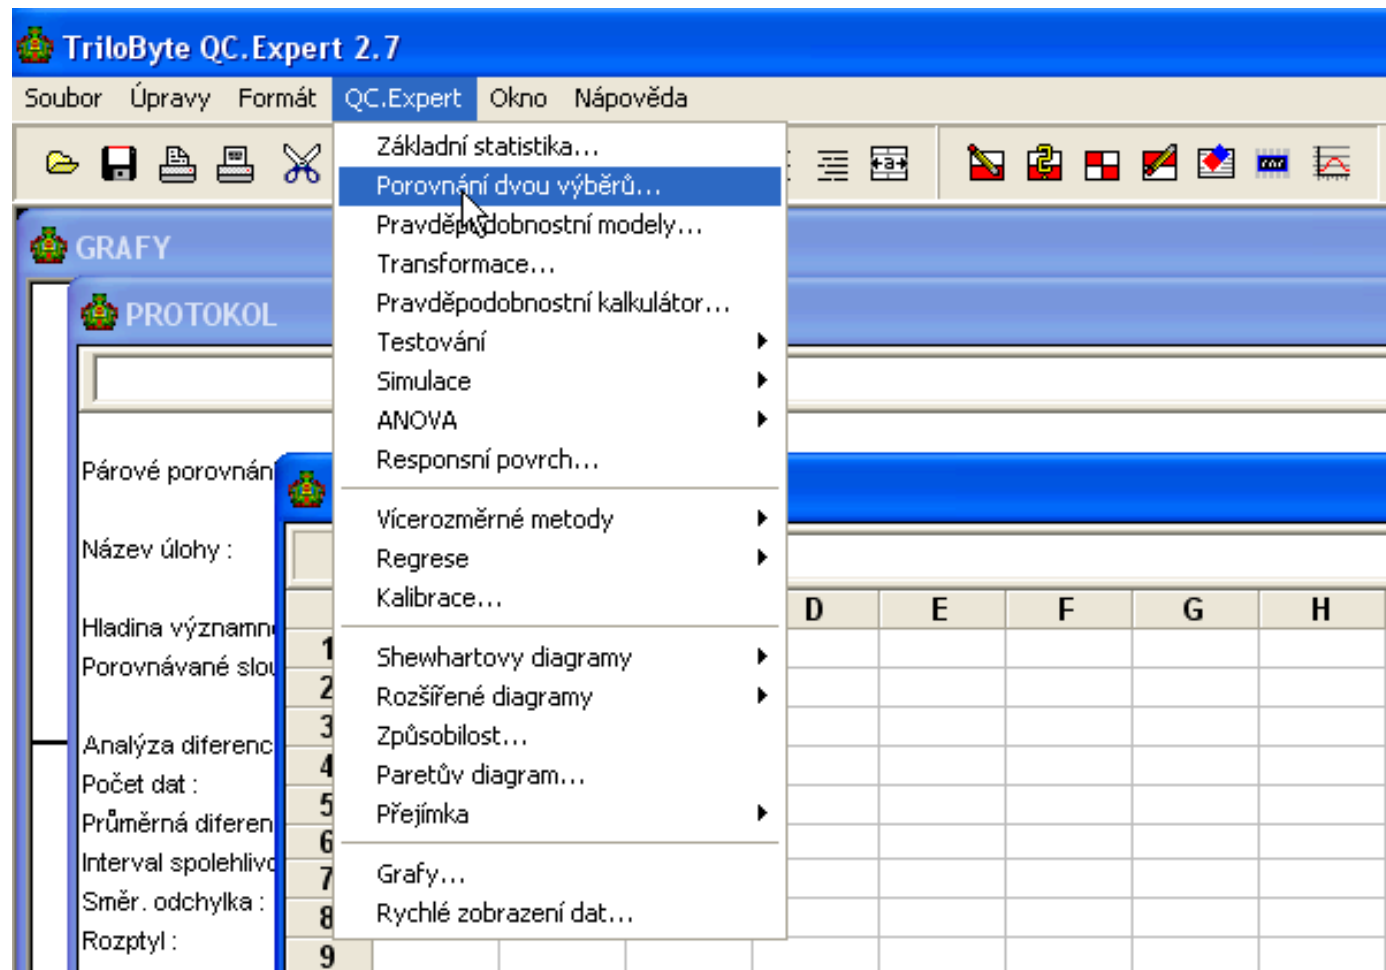 TriloByte QC.Expert 2.7
Soubor Úpravy Formát QC.Expert Okno Nápověda
Základní statistika...
Porovnání dvou výběrů...
Pravděpodobnostní modely...
Transformace...
Pravděpodobnostní kalkulátor...
Testování
Simulace
ANOVA
Responsní povrch...
Vícerozměrné metody
Regrese
Kalibrace...
Shewhartovy diagramy
Rozšířené diagramy
Způsobilost...
Paretův diagram...
Přejímka
Grafy...
Rychlé zobrazení dat...
GRAFY
PROTOKOL
Párové porovnán
Název úlohy :
Hladina významn
Porovnávané slou
Analýza diferenc
Počet dat :
Průměrná diferen
Interval spolehlivo
Směr. odchylka :
Rozptyl :
D E F G H
1
2
3
4
5
6
7
8
9